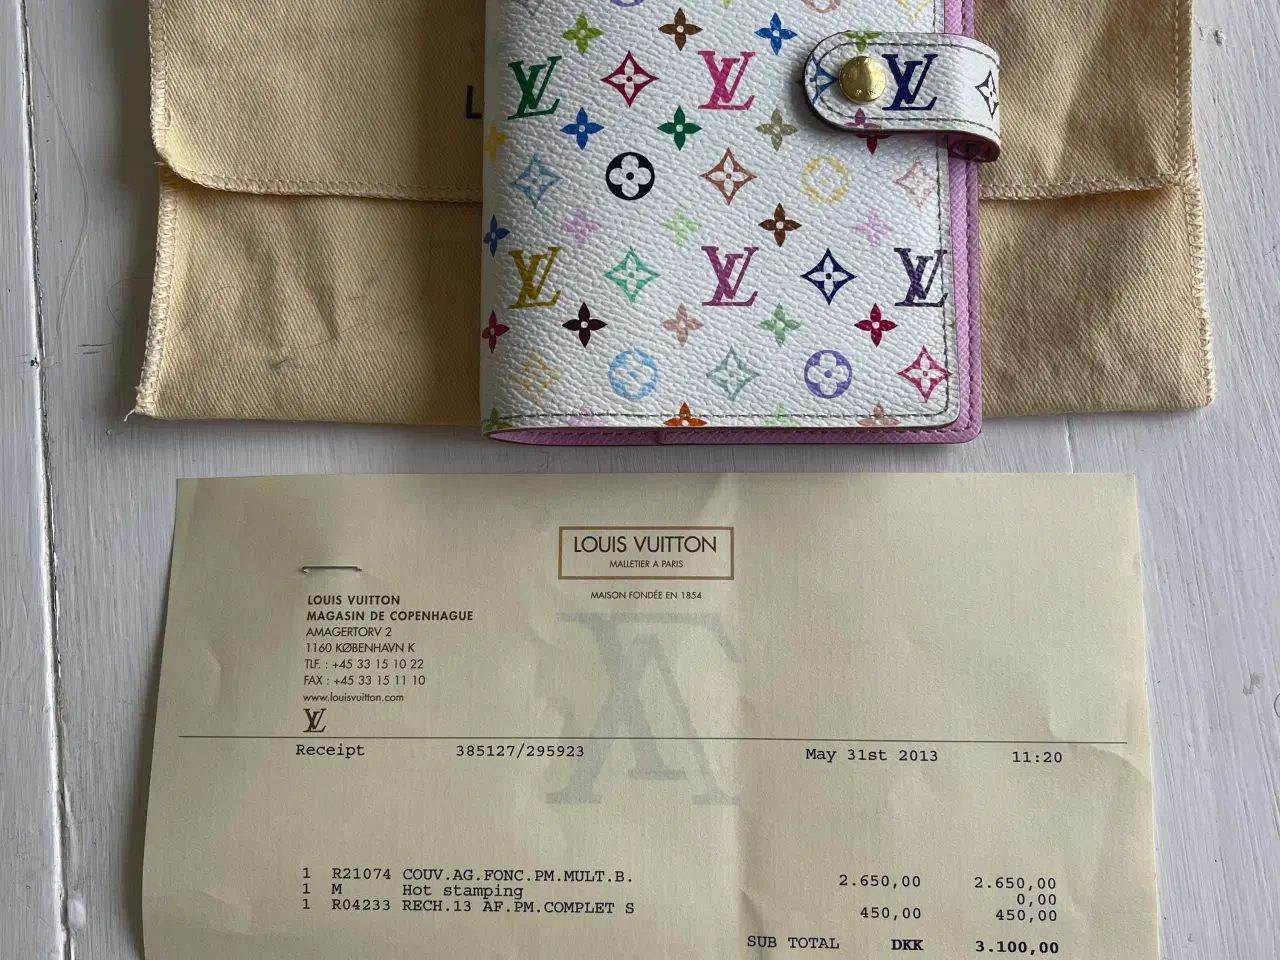 L
LOUIS VUITTON
MALLETIER A PARIS
MAISON FONDÉE EN 1854
LOUIS VUITTON
MAGASIN DE COPENHAGUE
AMAGERTORV 2
1160 KØBENHAVN K
TLF. : +45 33 15 10 22
FAX : +45 33 15 11 10
www.louisvuitton.com
LV
Receipt 385127/295923 May 31st 2013 11:20
1 R21074 COUV.AG.FONC.PM.MULT.B. 2.650,00 2.650,00
1 M Hot stamping 0,00
1 R04233 RECH.13 AF.PM.COMPLET S 450,00 450,00
SUB TOTAL DKK 3.100,00